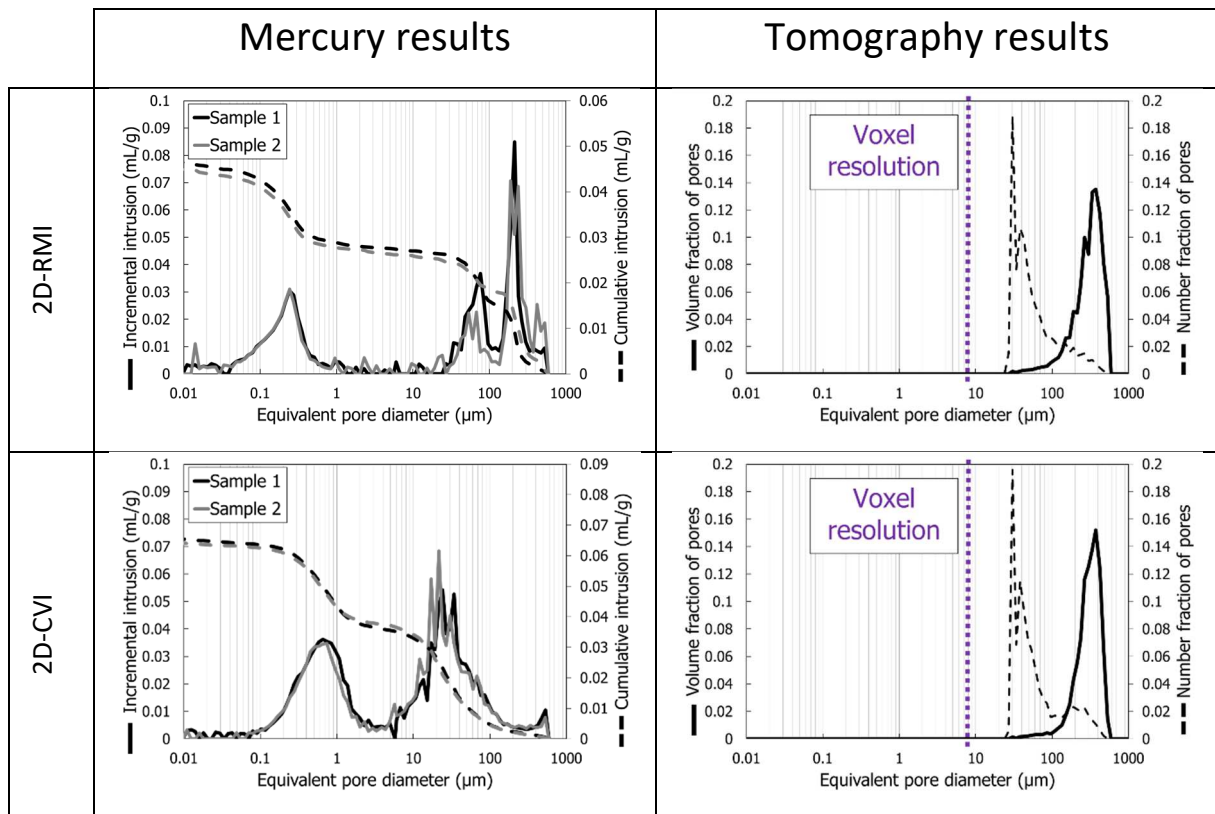 Mercury results
Tomography results
2D-RMI
Incremental intrusion (mL/g)
0.1
0.09
0.08
0.07
0.06
0.05
0.04
0.03
0.02
0.01
0
Sample 1
Sample 2
0.06
0.05
0.04
0.03
0.02
0.01
0
Cumulative intrusion (mL/g)
0.01 0.1 1 10 100 1000
Equivalent pore diameter (µm)
Volume fraction of pores
0.2
0.18
0.16
0.14
0.12
0.1
0.08
0.06
0.04
0.02
0
Voxel
resolution
0.2
0.18
0.16
0.14
0.12
0.1
0.08
0.06
0.04
0.02
0
Number fraction of pores
0.01 0.1 1 10 100 1000
Equivalent pore diameter (µm)
2D-CVI
Incremental intrusion (mL/g)
0.1
0.09
0.08
0.07
0.06
0.05
0.04
0.03
0.02
0.01
0
Sample 1
Sample 2
0.09
0.08
0.07
0.06
0.05
0.04
0.03
0.02
0.01
0
Cumulative intrusion (mL/g)
0.01 0.1 1 10 100 1000
Equivalent pore diameter (µm)
Volume fraction of pores
0.2
0.18
0.16
0.14
0.12
0.1
0.08
0.06
0.04
0.02
0
Voxel
resolution
0.2
0.18
0.16
0.14
0.12
0.1
0.08
0.06
0.04
0.02
0
Number fraction of pores
0.01 0.1 1 10 100 1000
Equivalent pore diameter (µm)